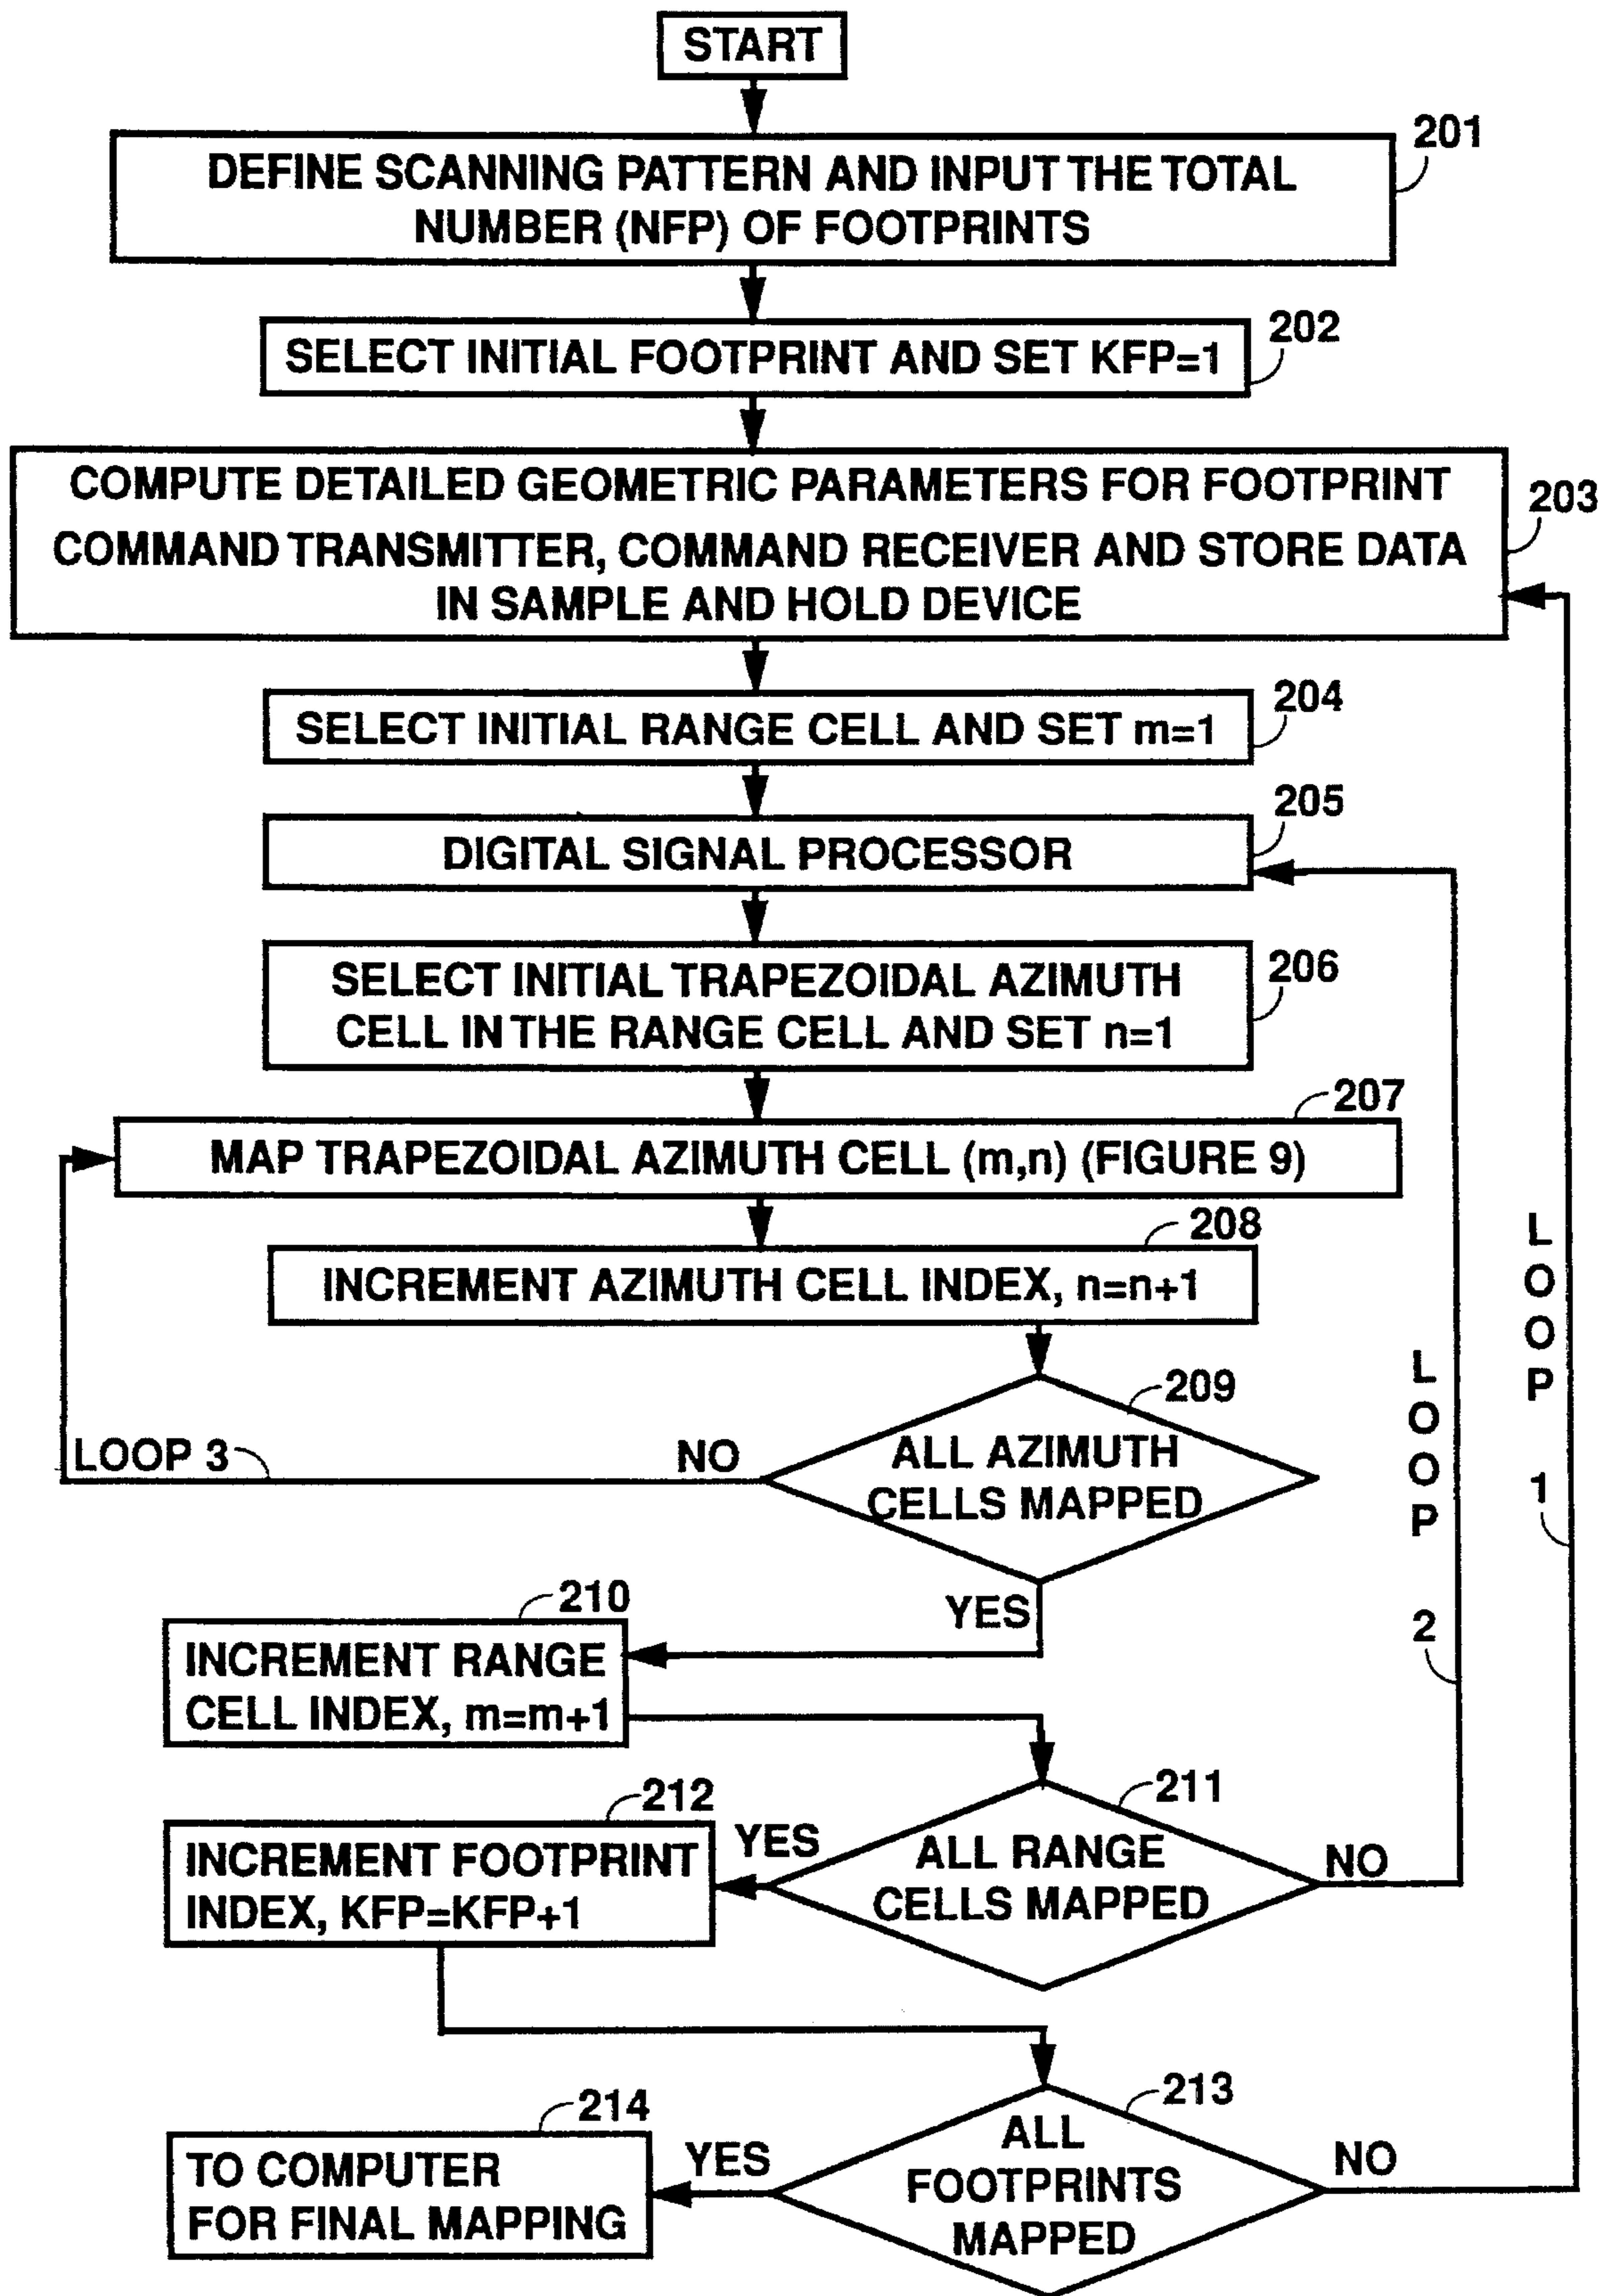 START
201
DEFINE SCANNING PATTERN AND INPUT THE TOTAL
NUMBER (NFP) OF FOOTPRINTS
202
SELECT INITIAL FOOTPRINT AND SET KFP=1
203
COMPUTE DETAILED GEOMETRIC PARAMETERS FOR FOOTPRINT
COMMAND TRANSMITTER, COMMAND RECEIVER AND STORE DATA
IN SAMPLE AND HOLD DEVICE
204
SELECT INITIAL RANGE CELL AND SET m=1
205
DIGITAL SIGNAL PROCESSOR
206
SELECT INITIAL TRAPEZOIDAL AZIMUTH
CELL IN THE RANGE CELL AND SET n=1
207
MAP TRAPEZOIDAL AZIMUTH CELL (m,n) (FIGURE 9)
208
INCREMENT AZIMUTH CELL INDEX, n=n+1
209
ALL AZIMUTH
CELLS MAPPED
NO
LOOP 3
YES
LOOP 2
LOOP 1
210
INCREMENT RANGE
CELL INDEX, m=m+1
211
ALL RANGE
CELLS MAPPED
YES
NO
212
INCREMENT FOOTPRINT
INDEX, KFP=KFP+1
213
ALL
FOOTPRINTS
MAPPED
YES
NO
214
TO COMPUTER
FOR FINAL MAPPING